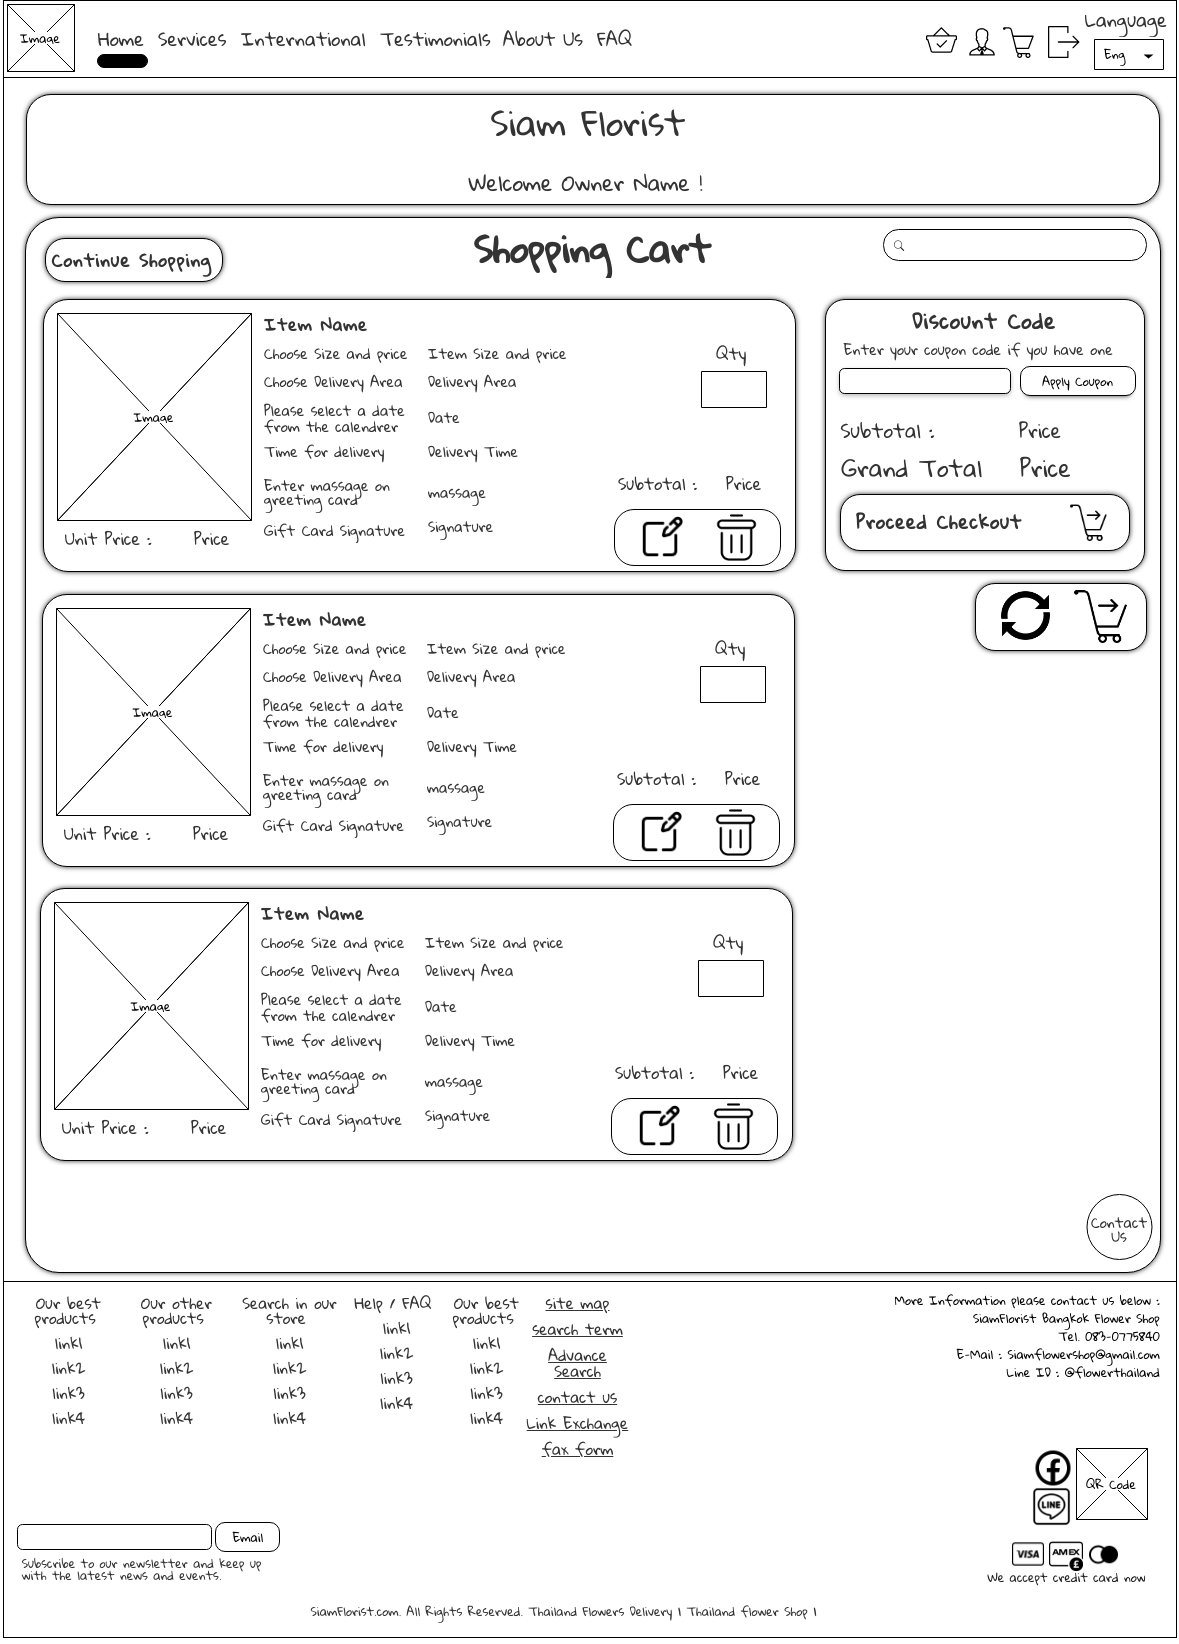 Image
Home Services International Testimonials About Us FAQ
Language
Eng
Siam Florist
Welcome Owner Name !
Continue Shopping
Shopping Cart
Image
Unit Price : Price
Item Name
Choose Size and price Item Size and price
Choose Delivery Area Delivery Area
Please select a date
from the calendrer
Date
Time for delivery Delivery Time
Enter massage on
greeting card
massage
Gift Card Signature Signature
Qty
Subtotal : Price
Discount Code
Enter your coupon code if you have one
Apply Coupon
Subtotal : Price
Grand Total Price
Proceed Checkout
Image
Unit Price : Price
Item Name
Choose Size and price Item Size and price
Choose Delivery Area Delivery Area
Please select a date
from the calendrer
Date
Time for delivery Delivery Time
Enter massage on
greeting card
massage
Gift Card Signature Signature
Qty
Subtotal : Price
Image
Unit Price : Price
Item Name
Choose Size and price Item Size and price
Choose Delivery Area Delivery Area
Please select a date
from the calendrer
Date
Time for delivery Delivery Time
Enter massage on
greeting card
massage
Gift Card Signature Signature
Qty
Subtotal : Price
Contact
Us
Our best
products
link1
link2
link3
link4
Our other
products
link1
link2
link3
link4
Search in our
store
link1
link2
link3
link4
Help / FAQ
link1
link2
link3
link4
Our best
products
link1
link2
link3
link4
site map
search term
Advance
Search
contact us
Link Exchange
fax form
More Information please contact us below :
SiamFlorist Bangkok Flower Shop
Tel. 083-0775840
E-Mail : Siamflowershop@gmail.com
Line ID : @flowerthailand
LINE
QR Code
Email
Subscribe to our newsletter and keep up
with the latest news and events.
VISA AMEX £
We accept credit card now
SiamFlorist.com. All Rights Reserved. Thailand Flowers Delivery | Thailand flower Shop |